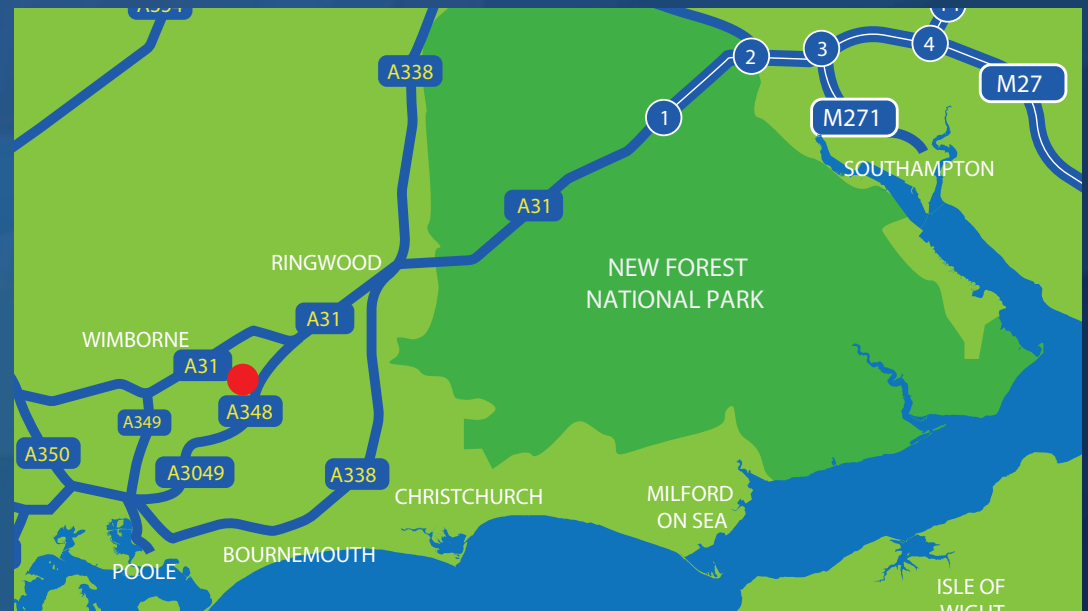 A338
2
3
4
M27
1
M271
SOUTHAMPTON
A31
RINGWOOD
NEW FOREST
NATIONAL PARK
A31
WIMBORNE
A31
A348
A349
A350
A3049
A338
CHRISTCHURCH
MILFORD
ON SEA
BOURNEMOUTH
POOLE
ISLE OF
WIGHT